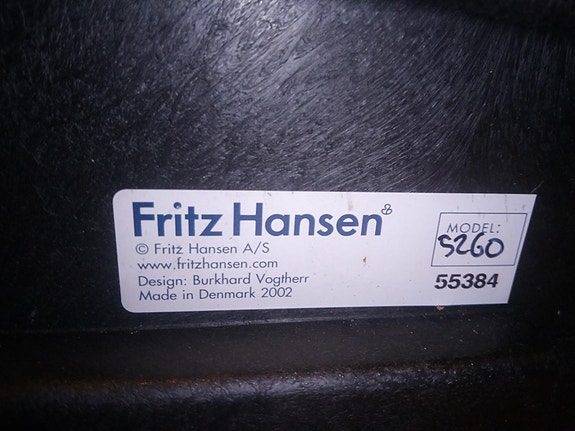 Fritz Hansen
© Fritz Hansen A/S
www.fritzhansen.com
Design: Burkhard Vogtherr
Made in Denmark 2002
MODEL:
5260
55384